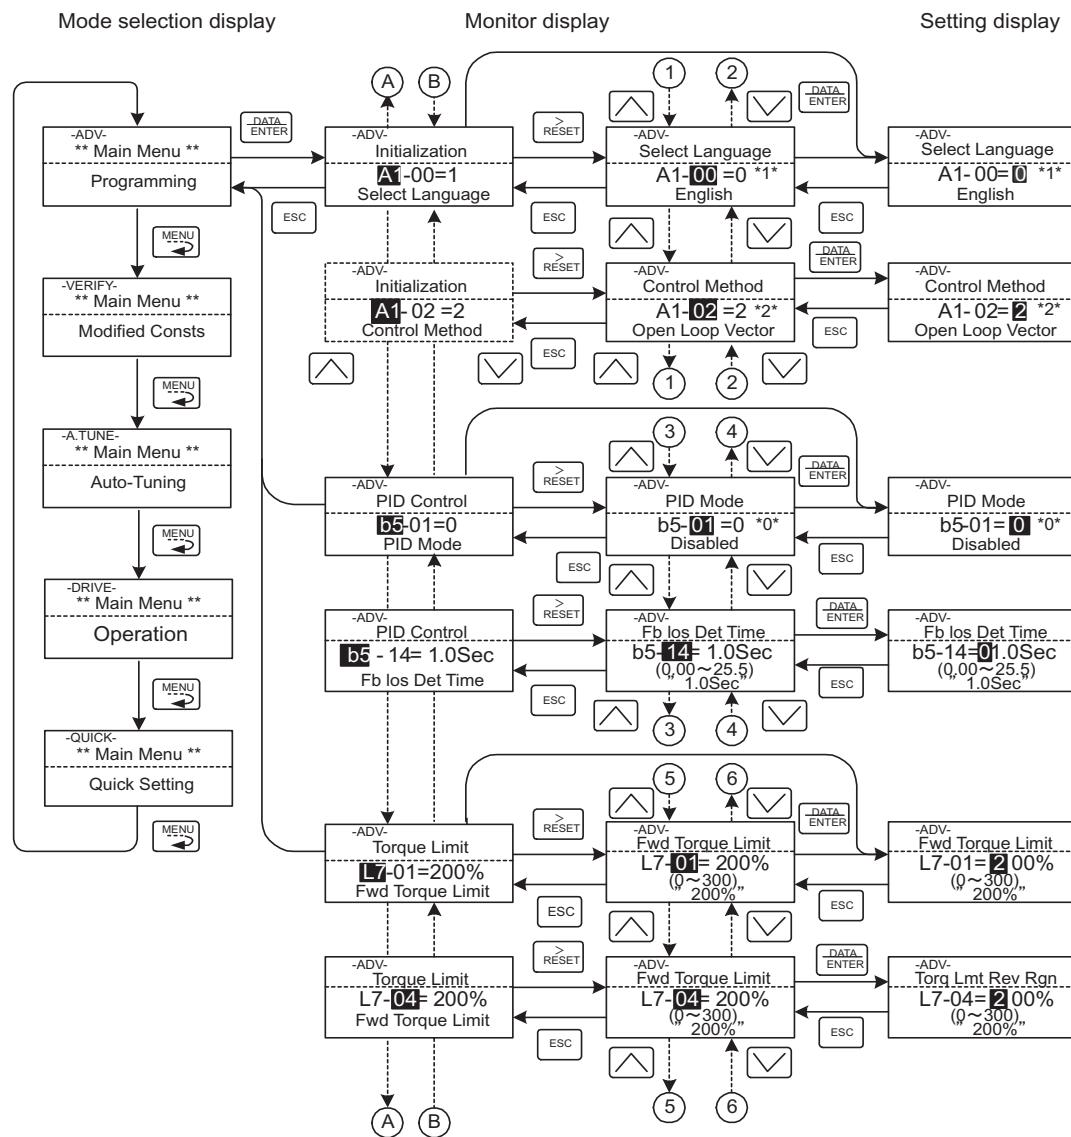 Mode selection display
Monitor display
Setting display
A
B
1
2
DATA
ENTER
-ADV-
** Main Menu **
Programming
DATA
ENTER
-ADV-
Initialization
A1-00=1
Select Language
>
RESET
-ADV-
Select Language
A1-00 =0 *1*
English
-ADV-
Select Language
A1- 00= 0 *1*
English
ESC
ESC
ESC
MENU
-VERIFY-
** Main Menu **
Modified Consts
-ADV-
Initialization
A1- 02 =2
Control Method
>
RESET
-ADV-
Control Method
A1-02 =2 *2*
Open Loop Vector
DATA
ENTER
-ADV-
Control Method
A1- 02= 2 *2*
Open Loop Vector
ESC
ESC
1
2
MENU
-A.TUNE-
** Main Menu **
Auto-Tuning
3
4
DATA
ENTER
-ADV-
PID Control
b5-01=0
PID Mode
>
RESET
-ADV-
PID Mode
b5-01 =0 *0*
Disabled
-ADV-
PID Mode
b5-01= 0 *0*
Disabled
ESC
ESC
MENU
-DRIVE-
** Main Menu **
Operation
-ADV-
PID Control
b5 - 14= 1.0Sec
Fb los Det Time
>
RESET
-ADV-
Fb los Det Time
b5-14= 1.0Sec
(0,00～25.5)
” 1.0Sec”
DATA
ENTER
-ADV-
Fb los Det Time
b5-14=01.0Sec
(0,00～25.5)
” 1.0Sec”
ESC
ESC
3
4
MENU
-QUICK-
** Main Menu **
Quick Setting
MENU
5
6
DATA
ENTER
-ADV-
Torque Limit
L7-01=200%
Fwd Torque Limit
>
RESET
-ADV-
Fwd Torque Limit
L7-01= 200%
(0～300)
” 200%”
-ADV-
Fwd Torque Limit
L7-01= 2 00%
(0～300)
” 200%”
ESC
ESC
-ADV-
Torque Limit
L7-04= 200%
Fwd Torque Limit
>
RESET
-ADV-
Fwd Torque Limit
L7-04= 200%
(0～300)
” 200%”
DATA
ENTER
-ADV-
Torq Lmt Rev Rgn
L7-04= 2 00%
(0～300)
” 200%”
ESC
ESC
A
B
5
6